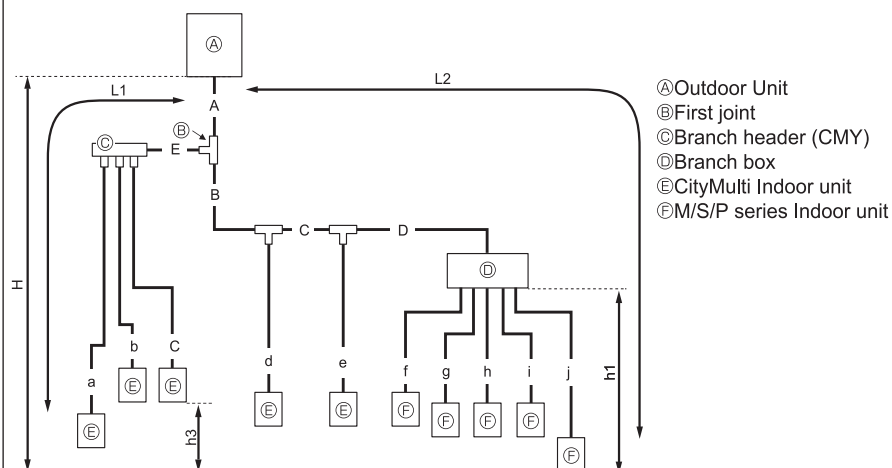 Ⓐ
L1
L2
A
Ⓑ
Ⓒ
E
B
C
D
H
Ⓓ
a
b
C
d
e
f
g
h
i
j
h1
h3
Ⓔ
Ⓔ
Ⓔ
Ⓔ
Ⓔ
Ⓕ
Ⓕ
Ⓕ
Ⓕ
Ⓕ
ⒶOutdoor Unit
ⒷFirst joint
ⒸBranch header (CMY)
ⒹBranch box
ⒺCityMulti Indoor unit
ⒻM/S/P series Indoor unit